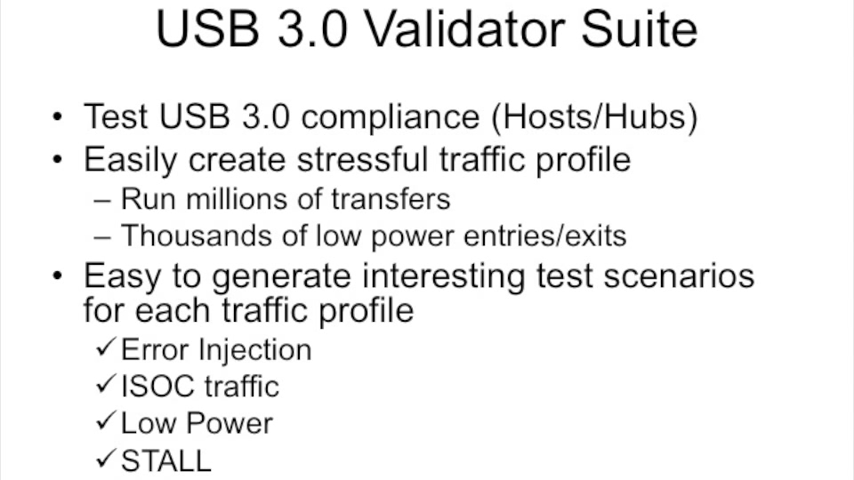 USB 3.0 Validator Suite
• Test USB 3.0 compliance (Hosts/Hubs)
• Easily create stressful traffic profile
– Run millions of transfers
– Thousands of low power entries/exits
• Easy to generate interesting test scenarios
for each traffic profile
✓Error Injection
✓ISOC traffic
✓Low Power
✓STALL